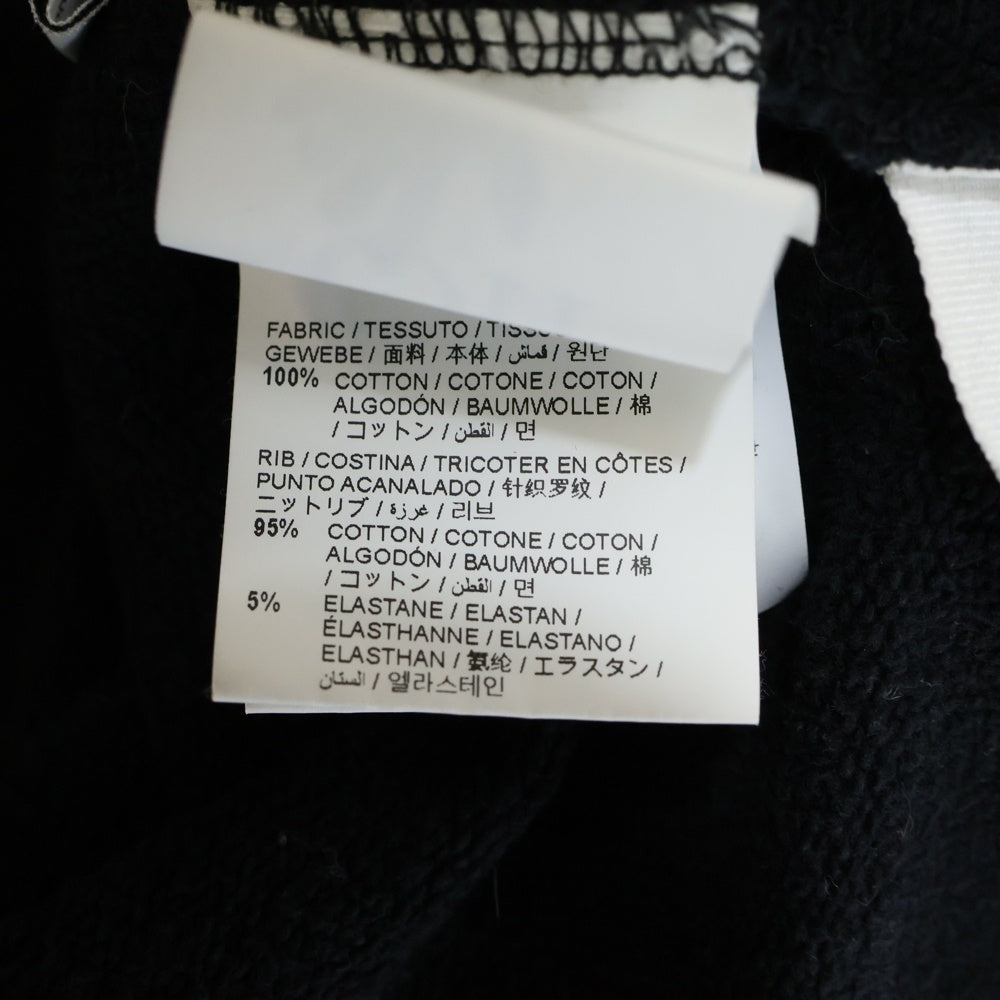 FABRIC / TESSUTO /
GEWEBE / 面料 / 本体 / قماش / 원단
100% COTTON / COTONE / COTON /
ALGODÓN / BAUMWOLLE / 棉
/ コットン / القطن / 면
RIB / COSTINA / TRICOTER EN CÔTES /
PUNTO ACANALADO / 针织罗纹 /
ニットリブ / غرزة / 리브
95% COTTON / COTONE / COTON /
ALGODÓN / BAUMWOLLE / 棉
/ コットン / القطن / 면
5% ELASTANE / ELASTAN /
ÉLASTHANNE / ELASTANO /
ELASTHAN / 氨纶 / エラスタン /
الستان / 엘라스테인